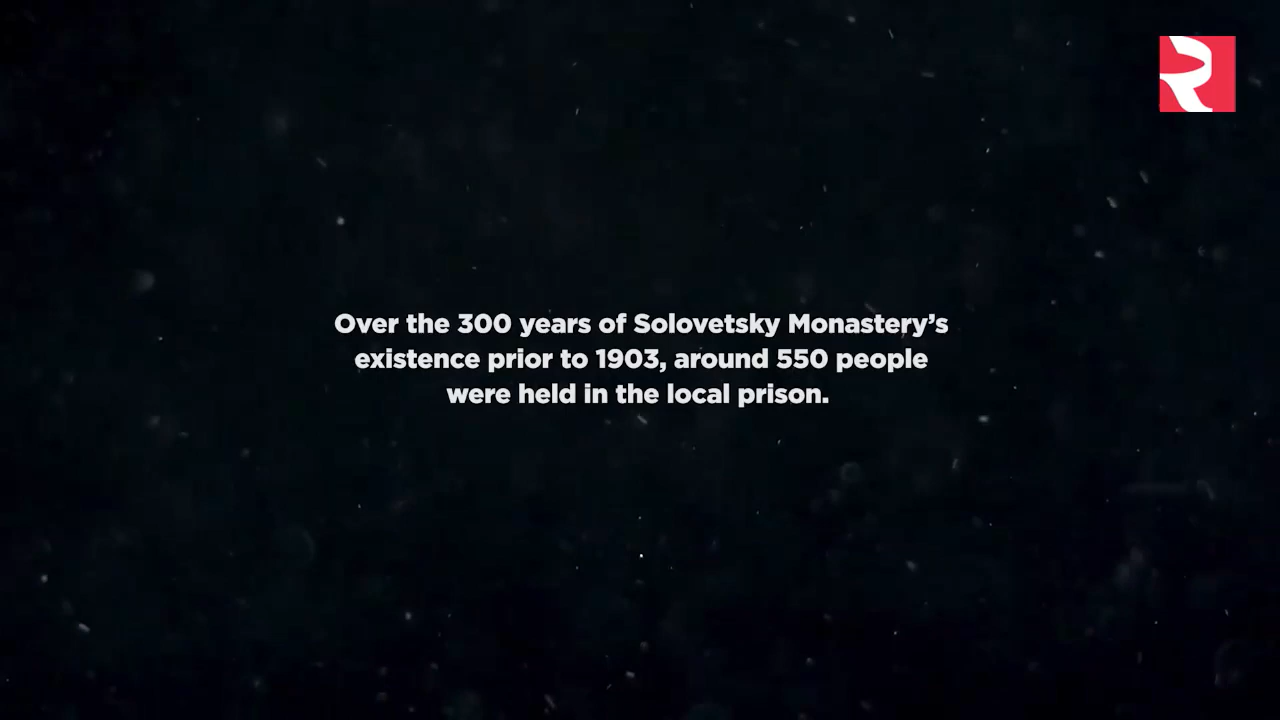 Over the 300 years of Solovetsky Monastery’s
existence prior to 1903, around 550 people
were held in the local prison.